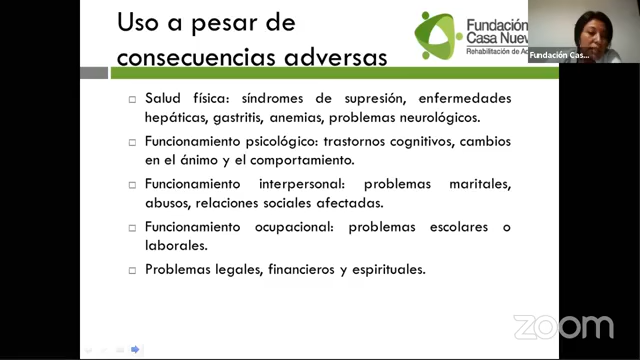 Uso a pesar de
consecuencias adversas
Fundación
Casa Nuev
Rehabilitación de Ad
Fundación Cas...
□ Salud física: síndromes de supresión, enfermedades
hepáticas, gastritis, anemias, problemas neurológicos.
□ Funcionamiento psicológico: trastornos cognitivos, cambios
en el ánimo y el comportamiento.
□ Funcionamiento interpersonal: problemas maritales,
abusos, relaciones sociales afectadas.
□ Funcionamiento ocupacional: problemas escolares o
laborales.
□ Problemas legales, financieros y espirituales.
zoom